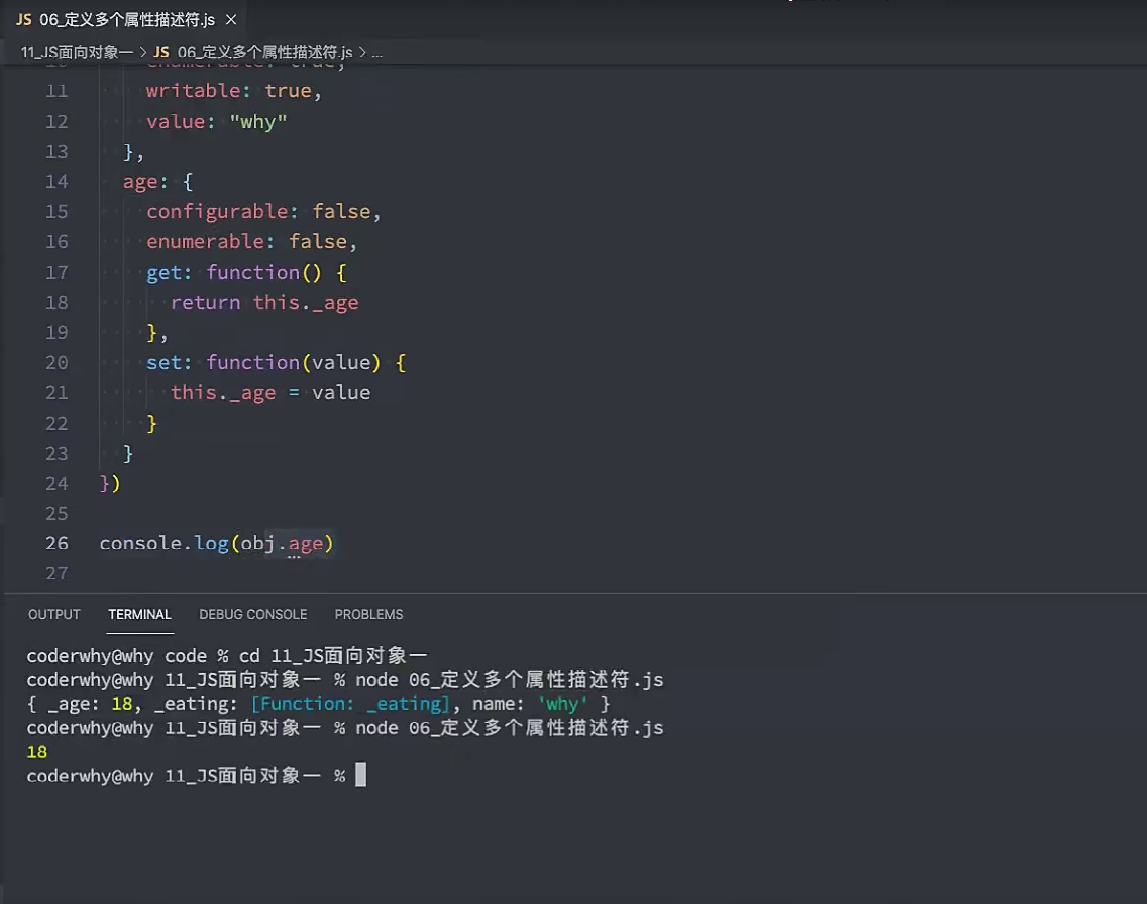 JS 06_定义多个属性描述符.js ×
11_JS面向对象一 > JS 06_定义多个属性描述符.js > ...
10 enumerable: true,
11 writable: true,
12 value: "why"
13 },
14 age: {
15 configurable: false,
16 enumerable: false,
17 get: function() {
18 return this._age
19 },
20 set: function(value) {
21 this._age = value
22 }
23 }
24 })
25
26 console.log(obj.age)
27
OUTPUT TERMINAL DEBUG CONSOLE PROBLEMS
coderwhy@why code % cd 11_JS面向对象一
coderwhy@why 11_JS面向对象一 % node 06_定义多个属性描述符.js
{ _age: 18, _eating: [Function: _eating], name: 'why' }
coderwhy@why 11_JS面向对象一 % node 06_定义多个属性描述符.js
18
coderwhy@why 11_JS面向对象一 %